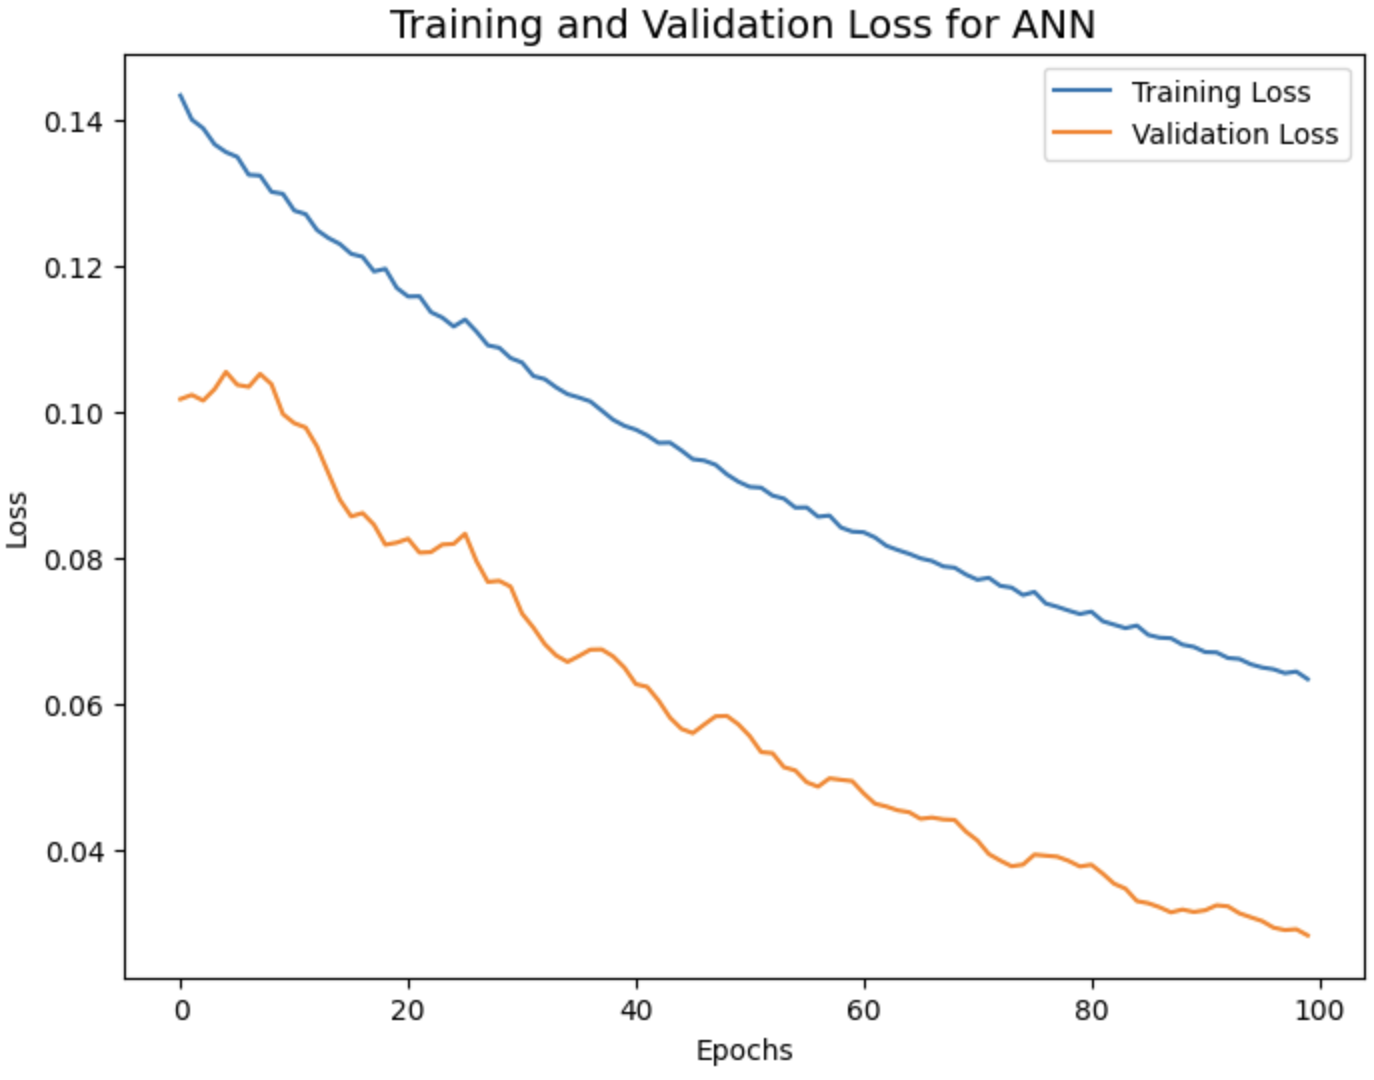 Training and Validation Loss for ANN
Training Loss
Validation Loss
0.14
0.12
0.10
0.08
0.06
0.04
Loss
0 20 40 60 80 100
Epochs